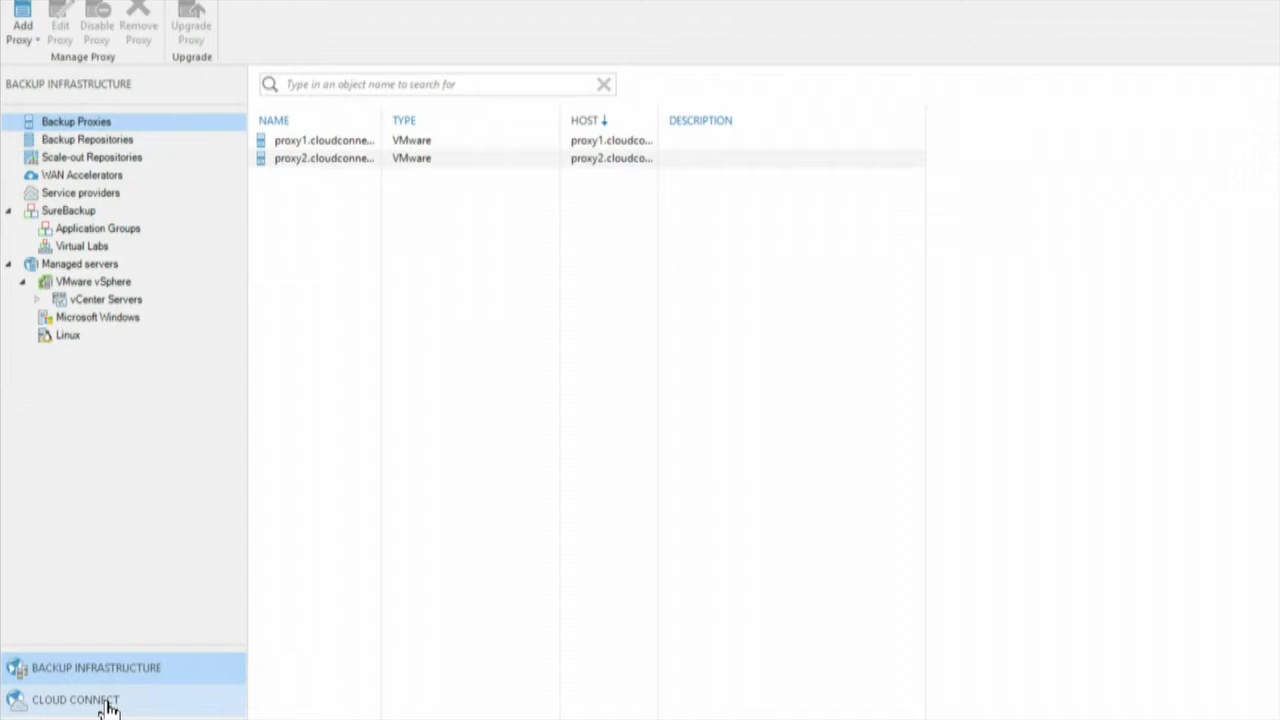 Add Proxy
Edit Proxy
Disable Proxy
Remove Proxy
Upgrade Proxy
Manage Proxy
Upgrade
BACKUP INFRASTRUCTURE
Type in an object name to search for
Backup Proxies
Backup Repositories
Scale-out Repositories
WAN Accelerators
Service providers
SureBackup
Application Groups
Virtual Labs
Managed servers
VMware vSphere
vCenter Servers
Microsoft Windows
Linux
NAME TYPE HOST DESCRIPTION
proxy1.cloudconne... VMware proxy1.cloudco...
proxy2.cloudconne... VMware proxy2.cloudco...
BACKUP INFRASTRUCTURE
CLOUD CONNECT